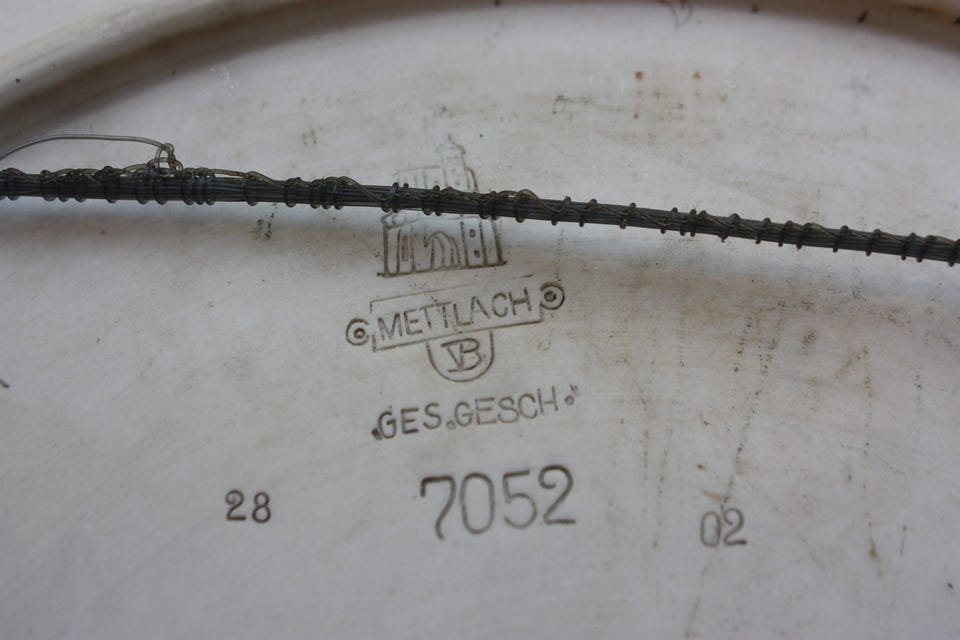 METTLACH
VB
.GES.GESCH.
7052
28
02